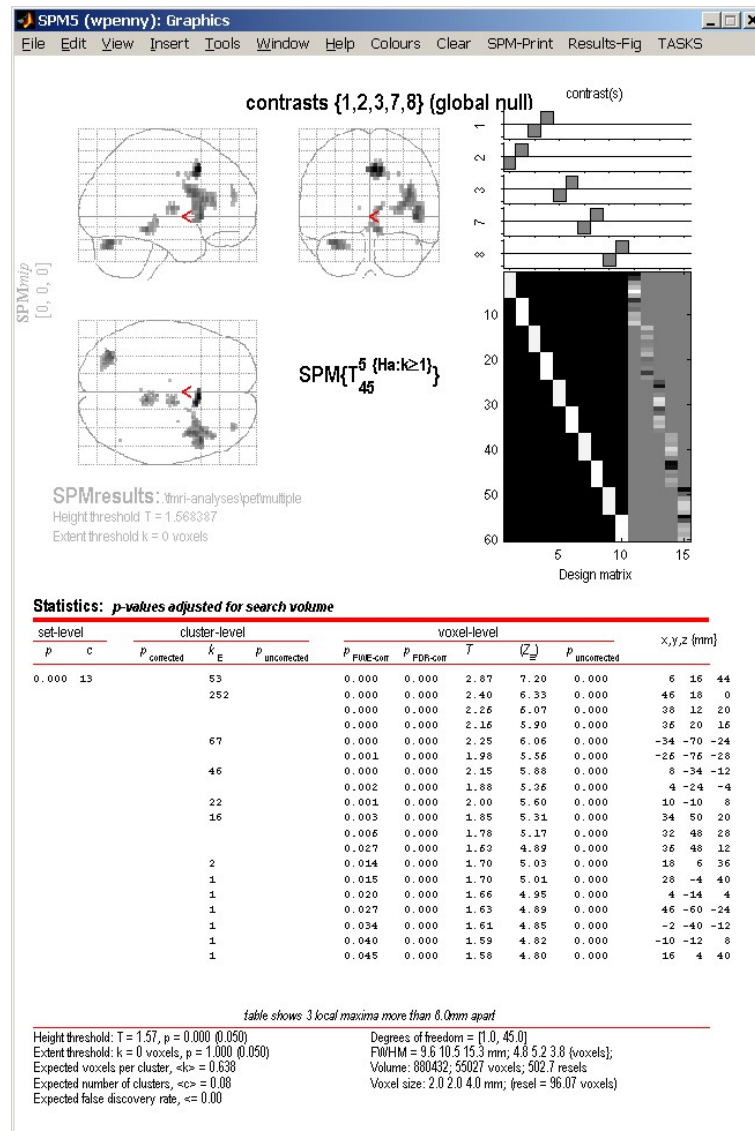 SPM5 (wpenny): Graphics
File Edit View Insert Tools Window Help Colours Clear SPM-Print Results-Fig TASKS
contrasts {1,2,3,7,8} (global null)
contrast(s)
1
2
3
7
8
SPMmip
[0, 0, 0]
SPM{T 45 5 {Ha:k≥1}}
10
20
30
40
50
60
5 10 15
Design matrix
SPMresults: .\fmri-analyses\pet\multiple
Height threshold T = 1.568387
Extent threshold k = 0 voxels
Statistics: p-values adjusted for search volume
set-level cluster-level voxel-level x,y,z {mm}
p c p corrected k E p uncorrected p FWE-corr p FDR-corr T (Z≡) p uncorrected
0.000 13 53 0.000 0.000 2.87 7.20 0.000 6 16 44
252 0.000 0.000 2.40 6.33 0.000 46 18 0
0.000 0.000 2.26 6.07 0.000 38 12 20
0.000 0.000 2.16 5.90 0.000 36 20 16
67 0.000 0.000 2.25 6.06 0.000 -34 -70 -24
0.001 0.000 1.98 5.56 0.000 -26 -76 -28
46 0.000 0.000 2.15 5.88 0.000 8 -34 -12
0.002 0.000 1.88 5.36 0.000 4 -24 -4
22 0.001 0.000 2.00 5.60 0.000 10 -10 8
16 0.003 0.000 1.85 5.31 0.000 34 50 20
0.006 0.000 1.78 5.17 0.000 32 48 28
0.027 0.000 1.63 4.89 0.000 36 48 12
2 0.014 0.000 1.70 5.03 0.000 18 6 36
1 0.015 0.000 1.70 5.01 0.000 28 -4 40
1 0.020 0.000 1.66 4.95 0.000 4 -14 4
1 0.027 0.000 1.63 4.89 0.000 46 -60 -24
1 0.034 0.000 1.61 4.85 0.000 -2 -40 -12
1 0.040 0.000 1.59 4.82 0.000 -10 -12 8
1 0.045 0.000 1.58 4.80 0.000 16 4 40
table shows 3 local maxima more than 8.0mm apart
Height threshold: T = 1.57, p = 0.000 (0.050)
Extent threshold: k = 0 voxels, p = 1.000 (0.050)
Expected voxels per cluster, <k> = 0.638
Expected number of clusters, <c> = 0.08
Expected false discovery rate, <= 0.00
Degrees of freedom = [1.0, 45.0]
FWHM = 9.6 10.5 15.3 mm; 4.8 5.2 3.8 {voxels};
Volume: 880432; 55027 voxels; 502.7 resels
Voxel size: 2.0 2.0 4.0 mm; (resel = 96.07 voxels)